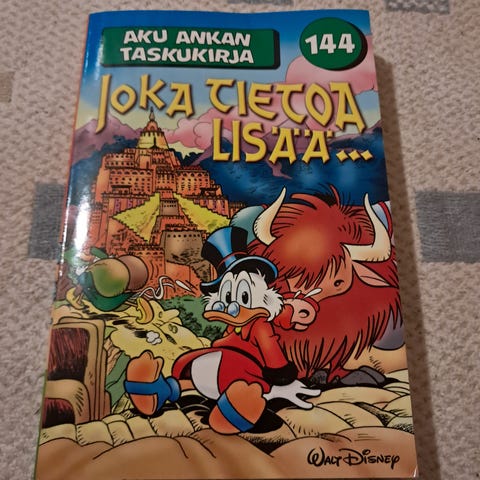 AKU ANKAN
TASKUKIRJA
144
JOKA TIETOA
LISÄÄ...
WALT DISNEY